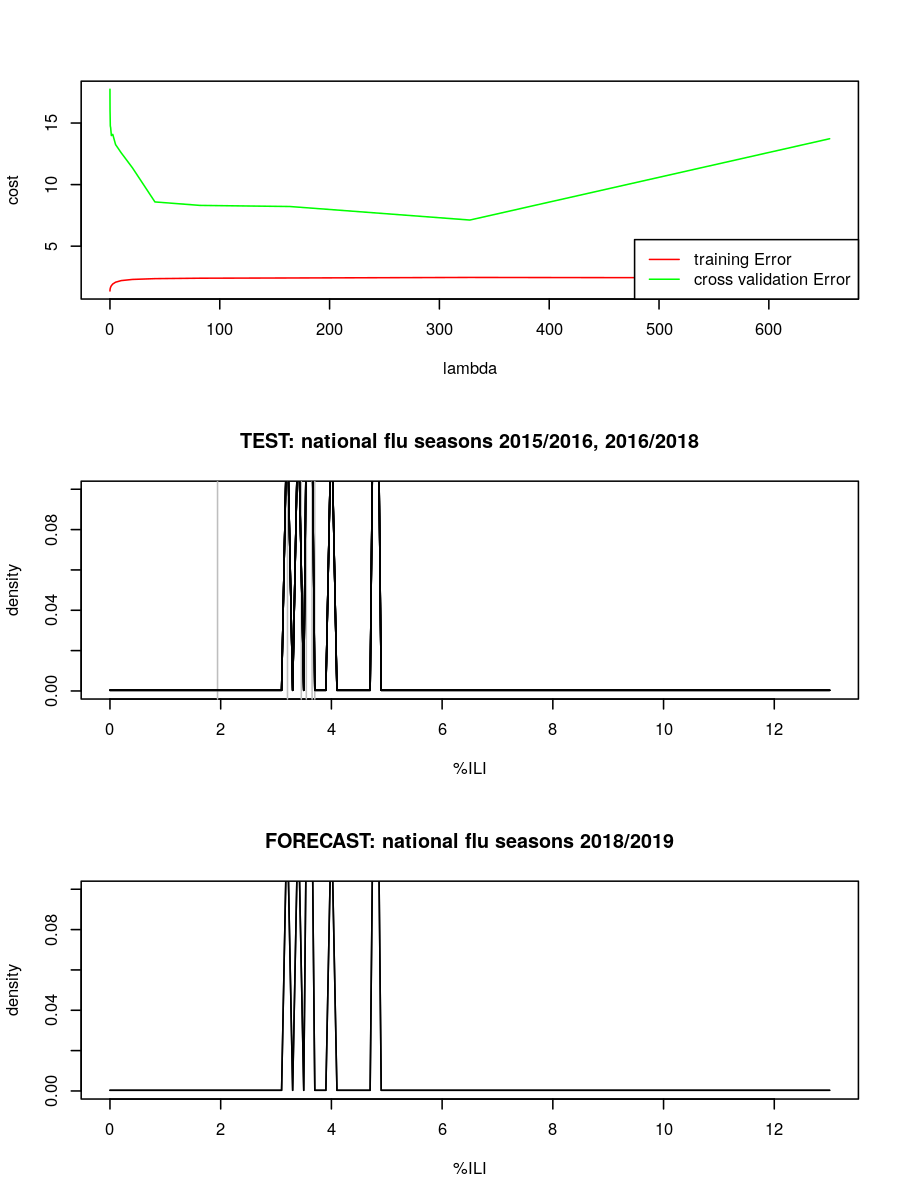 cost
15
10
5
training Error
cross validation Error
0 100 200 300 400 500 600
lambda
TEST: national flu seasons 2015/2016, 2016/2018
density
0.08
0.04
0.00
0 2 4 6 8 10 12
%ILI
FORECAST: national flu seasons 2018/2019
density
0.08
0.04
0.00
0 2 4 6 8 10 12
%ILI